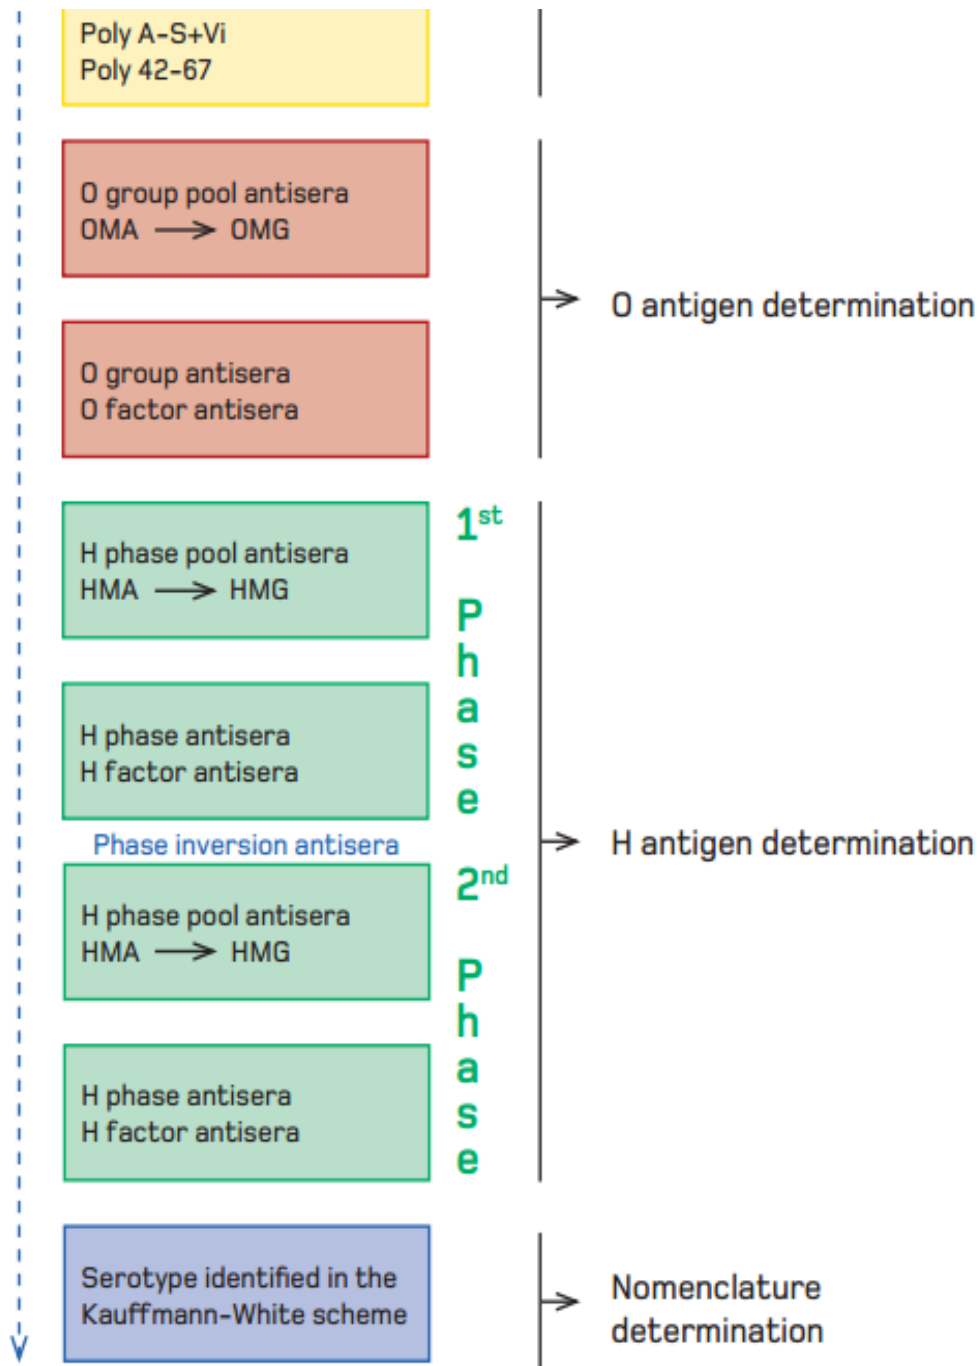 Poly A-S+Vi
Poly 42-67
O group pool antisera
OMA → OMG
O antigen determination
O group antisera
O factor antisera
1st Phase
H phase pool antisera
HMA → HMG
H phase antisera
H factor antisera
Phase inversion antisera
H antigen determination
2nd Phase
H phase pool antisera
HMA → HMG
H phase antisera
H factor antisera
Serotype identified in the
Kauffmann-White scheme
Nomenclature
determination